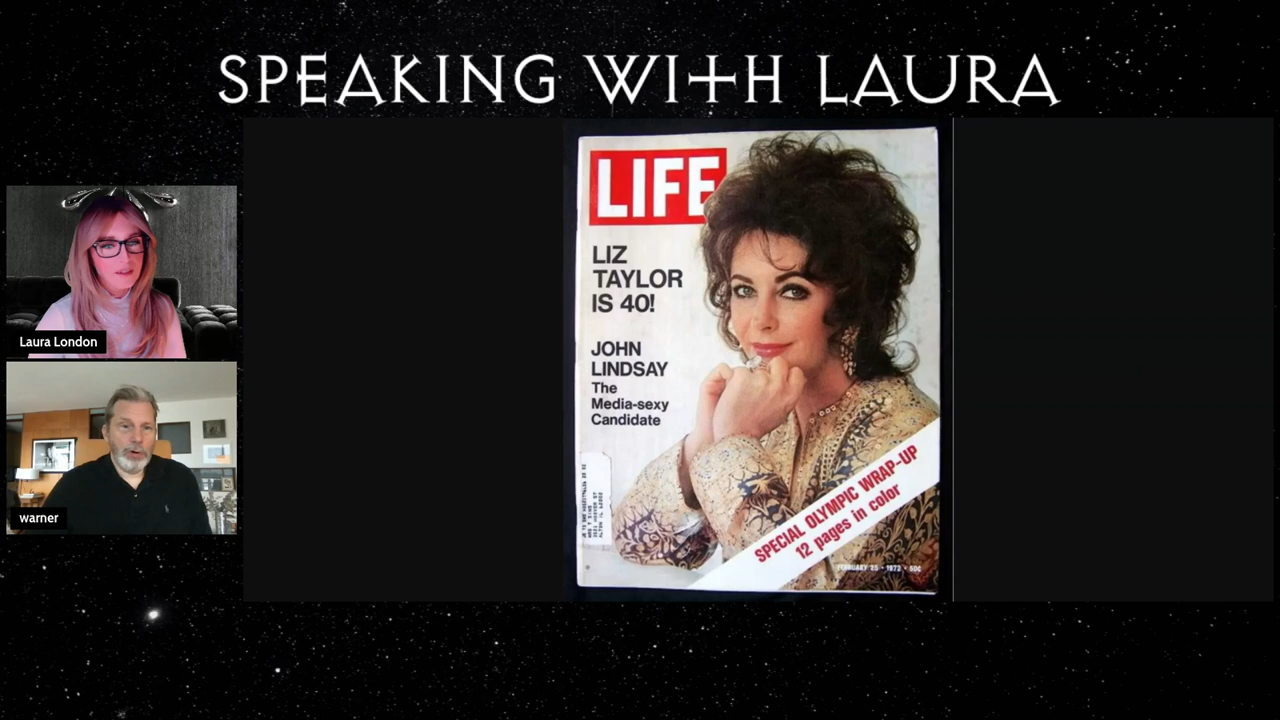 SPEAKING WITH LAURA
LIFE
LIZ
TAYLOR
IS 40!
JOHN
LINDSAY
The
Media-sexy
Candidate
SPECIAL OLYMPIC WRAP-UP
12 pages in color
FEBRUARY 25 • 1972 • 50¢
Laura London
warner